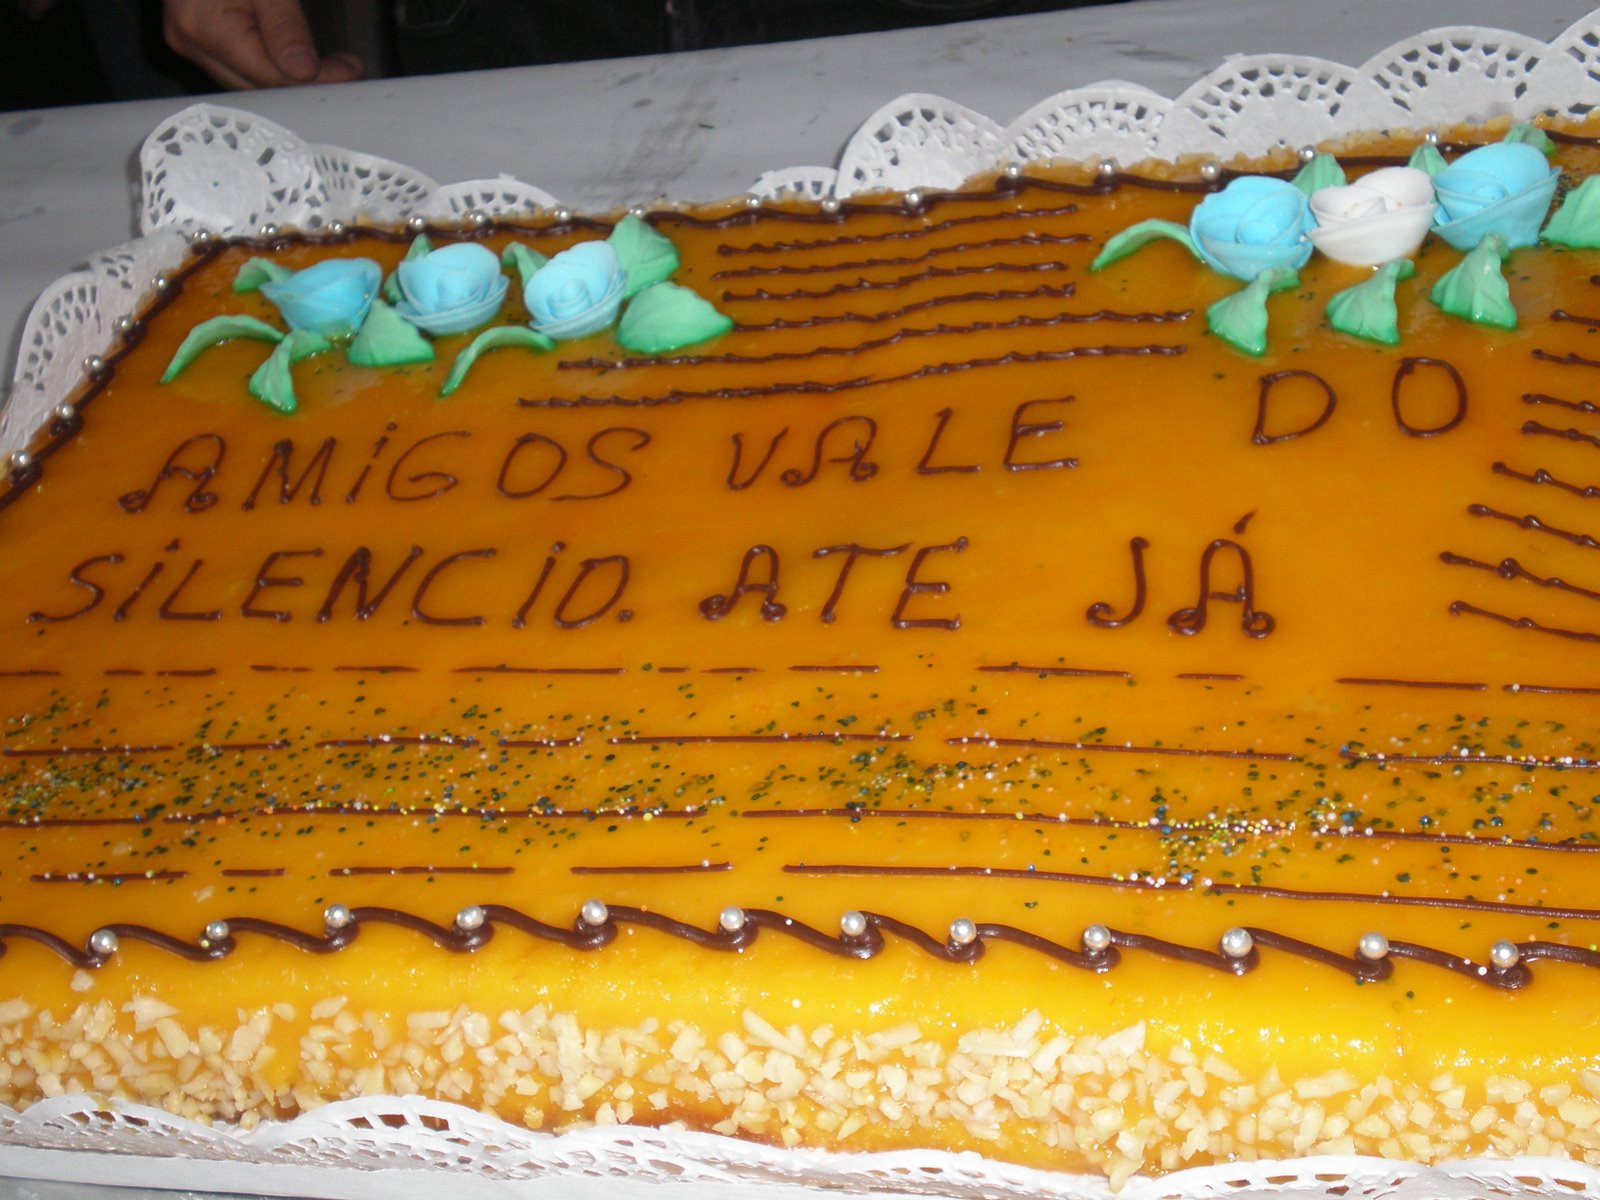 AMiGOS VALE DO
SiLENCIO. ATE JÁ